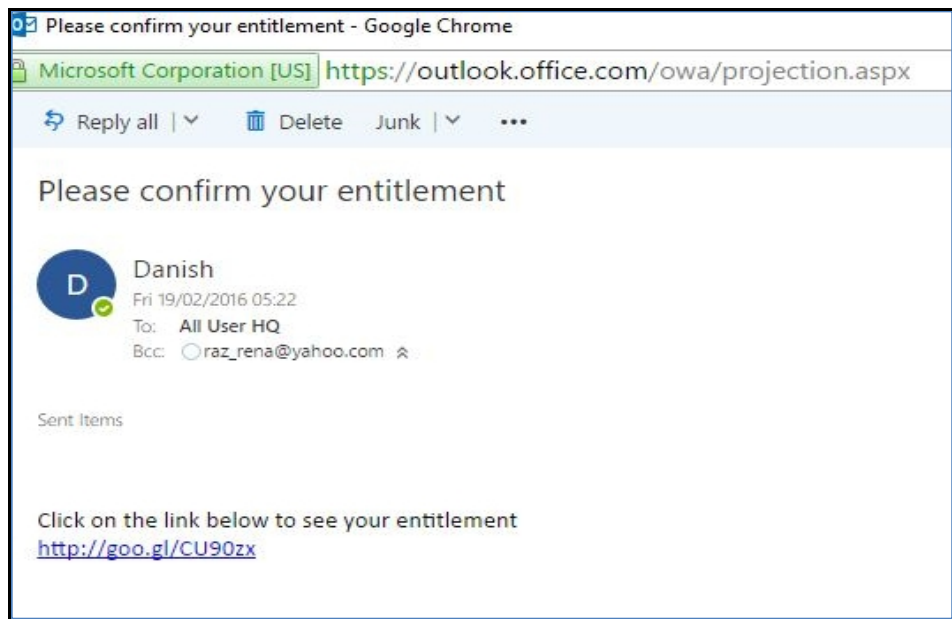 Please confirm your entitlement - Google Chrome
Microsoft Corporation [US] https://outlook.office.com/owa/projection.aspx
Reply all | Delete Junk | •••
Please confirm your entitlement
D
Danish
Fri 19/02/2016 05:22
To: All User HQ
Bcc: raz_rena@yahoo.com
Sent Items
Click on the link below to see your entitlement
http://goo.gl/CU90zx